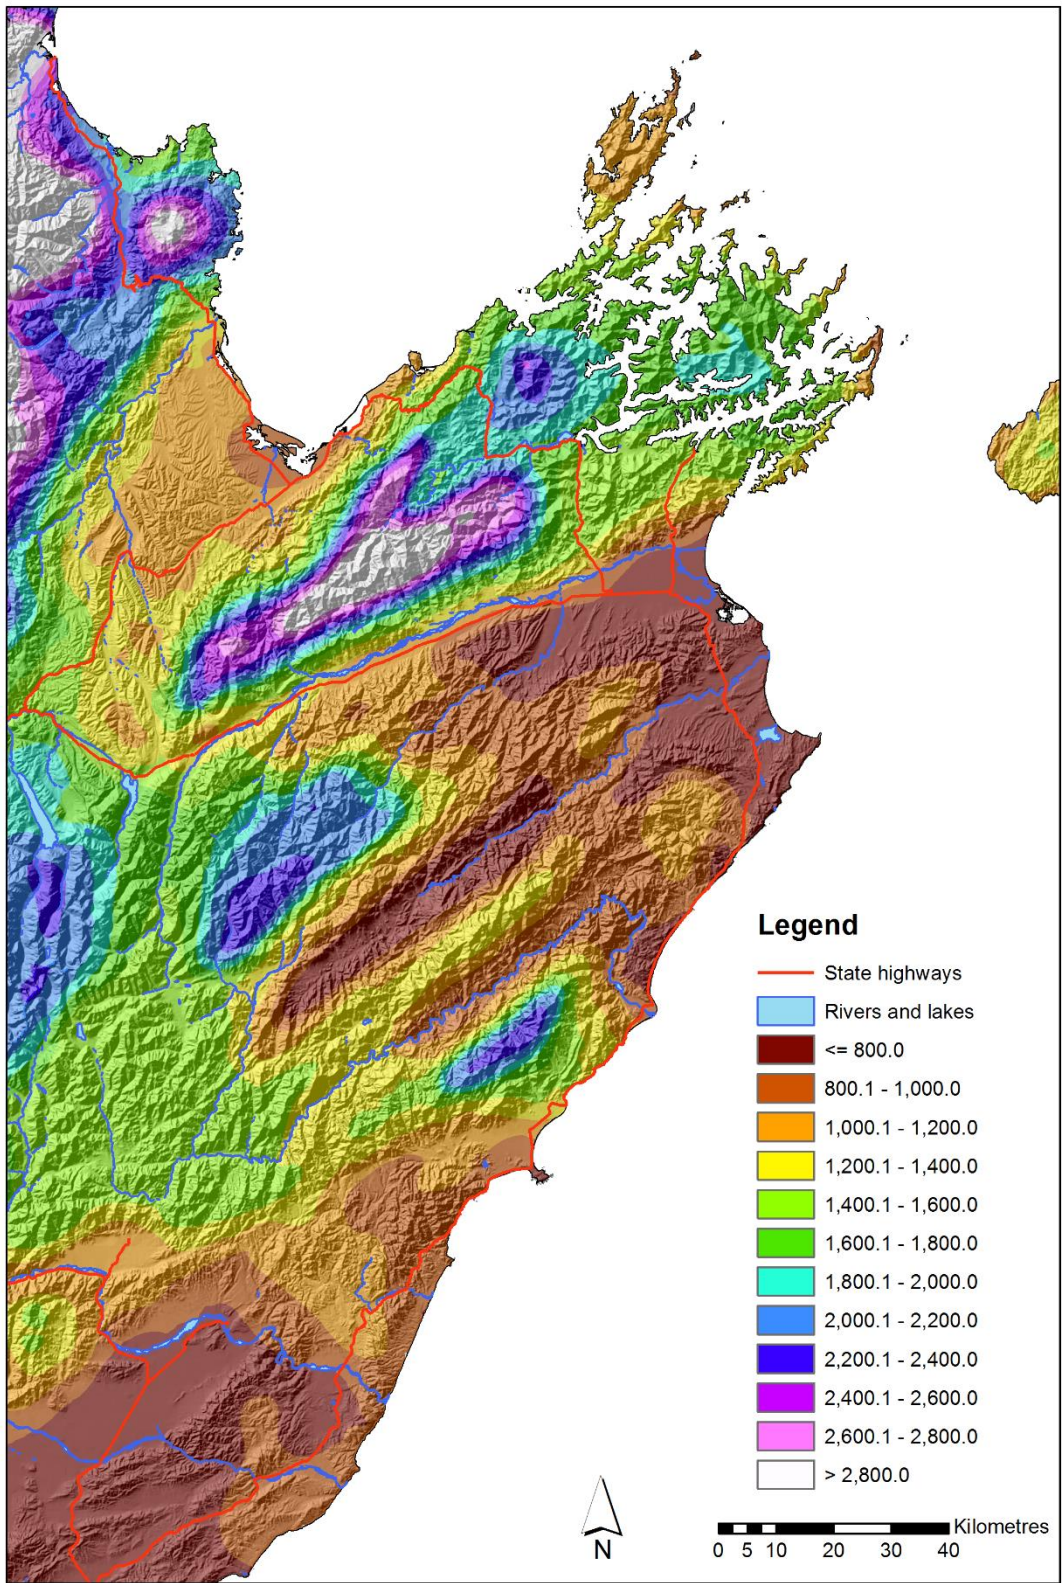 Legend
State highways
Rivers and lakes
<= 800.0
800.1 - 1,000.0
1,000.1 - 1,200.0
1,200.1 - 1,400.0
1,400.1 - 1,600.0
1,600.1 - 1,800.0
1,800.1 - 2,000.0
2,000.1 - 2,200.0
2,200.1 - 2,400.0
2,400.1 - 2,600.0
2,600.1 - 2,800.0
> 2,800.0
N
Kilometres
0 5 10 20 30 40